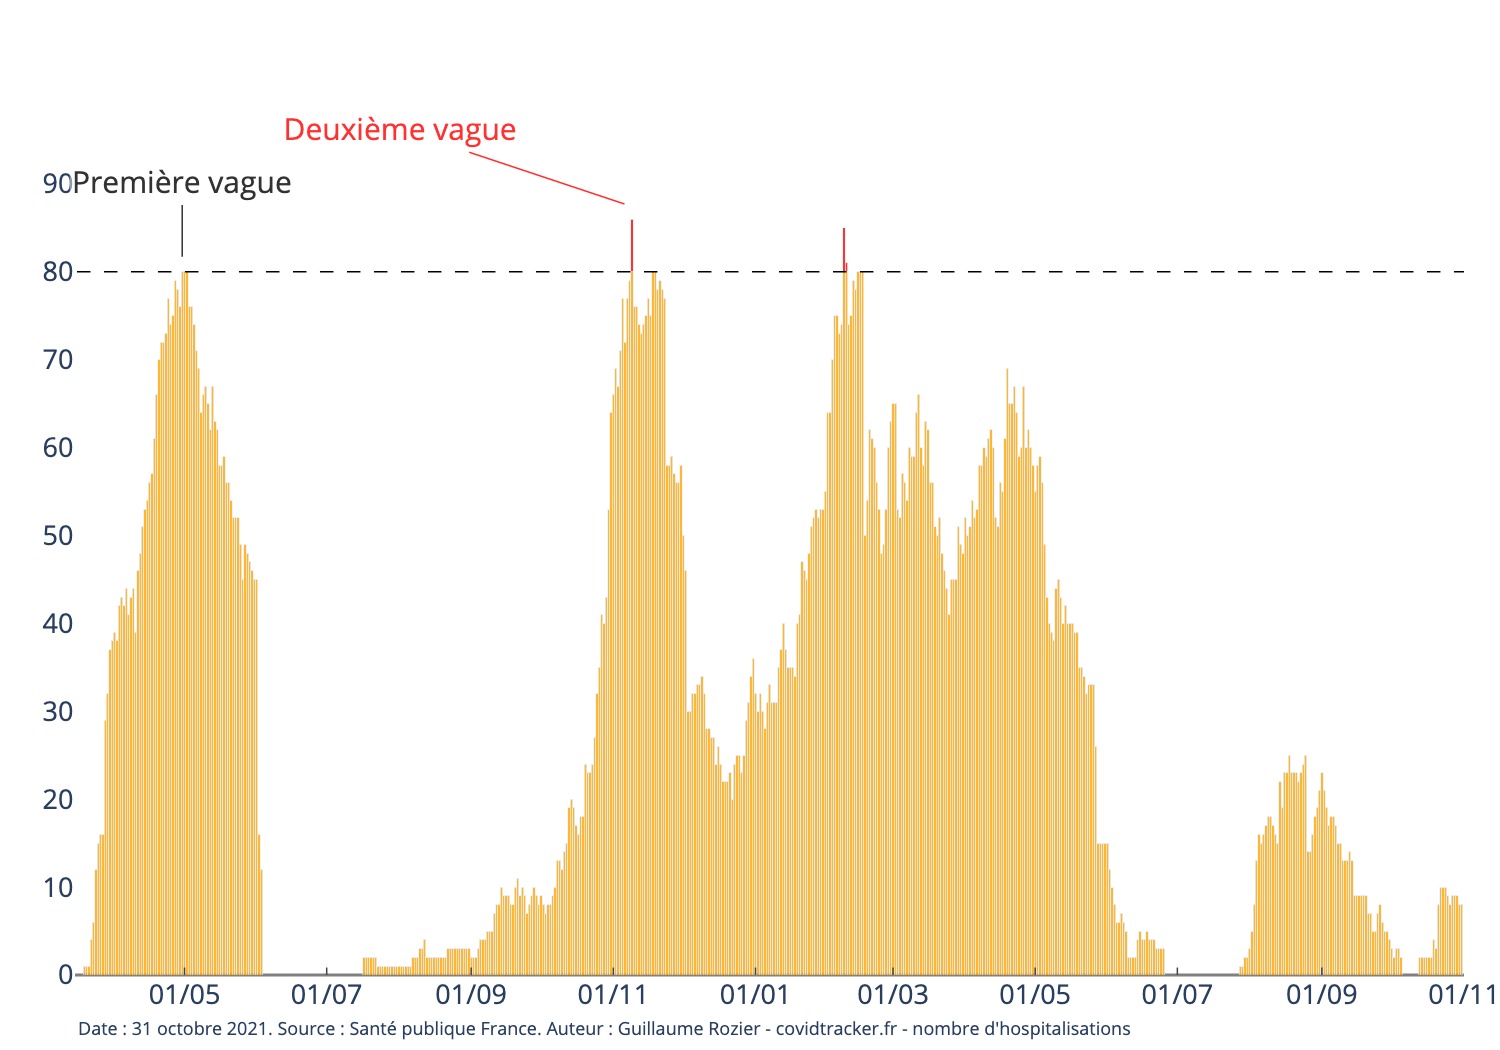 Deuxième vague
90
Première vague
80
70
60
50
40
30
20
10
0
01/05 01/07 01/09 01/11 01/01 01/03 01/05 01/07 01/09 01/11
Date : 31 octobre 2021. Source : Santé publique France. Auteur : Guillaume Rozier - covidtracker.fr - nombre d'hospitalisations